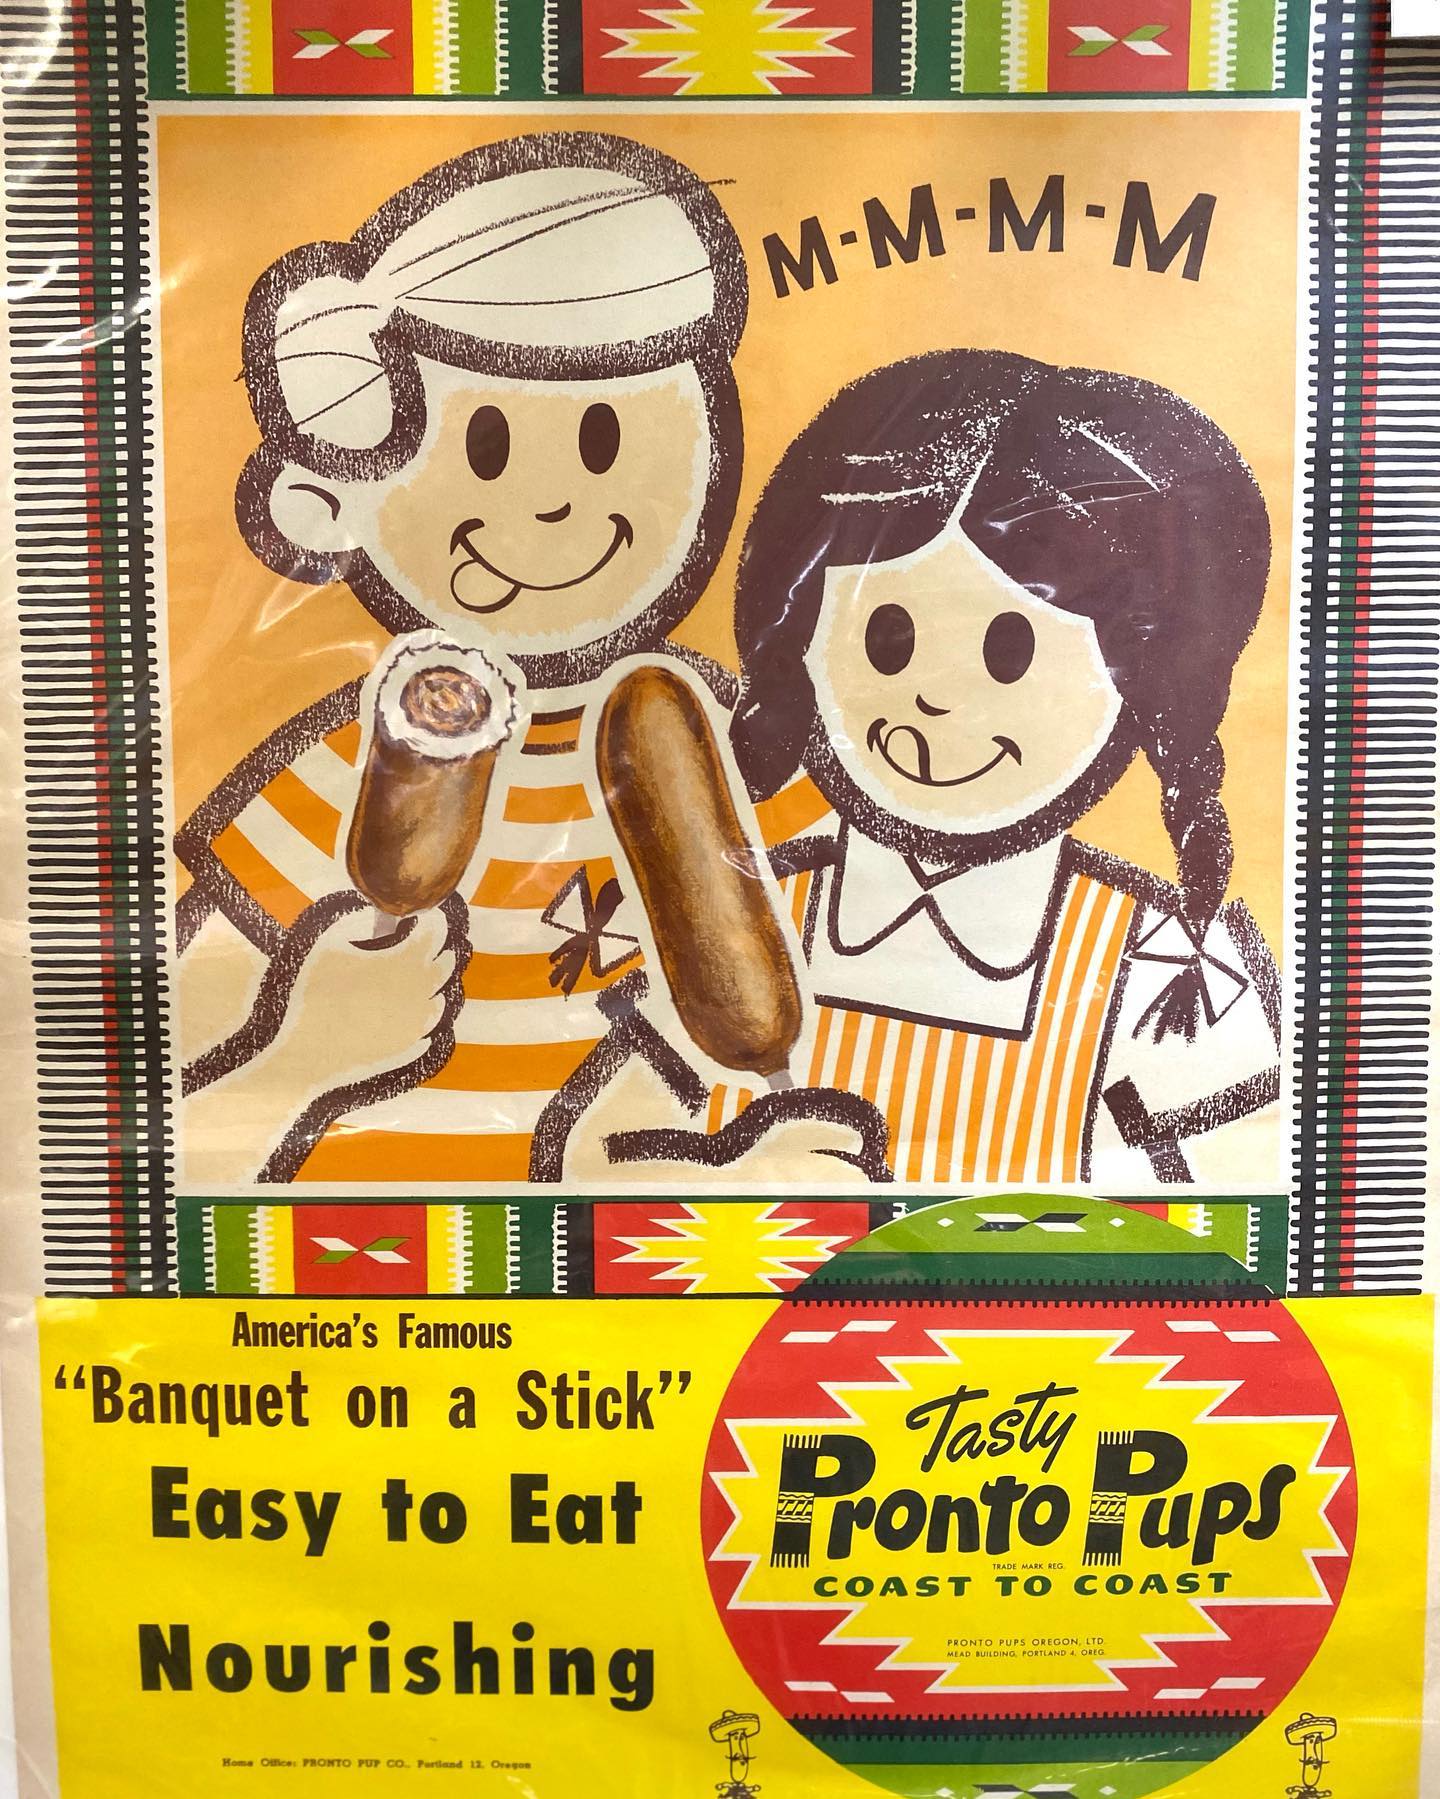 M-M-M-M
America's Famous
“Banquet on a Stick”
Easy to Eat
Nourishing
Home Office: PRONTO PUP CO., Portland 12, Oregon
Tasty
Pronto Pups
TRADE MARK REG.
COAST TO COAST
PRONTO PUPS OREGON, LTD.
MEAD BUILDING, PORTLAND 4, OREG.